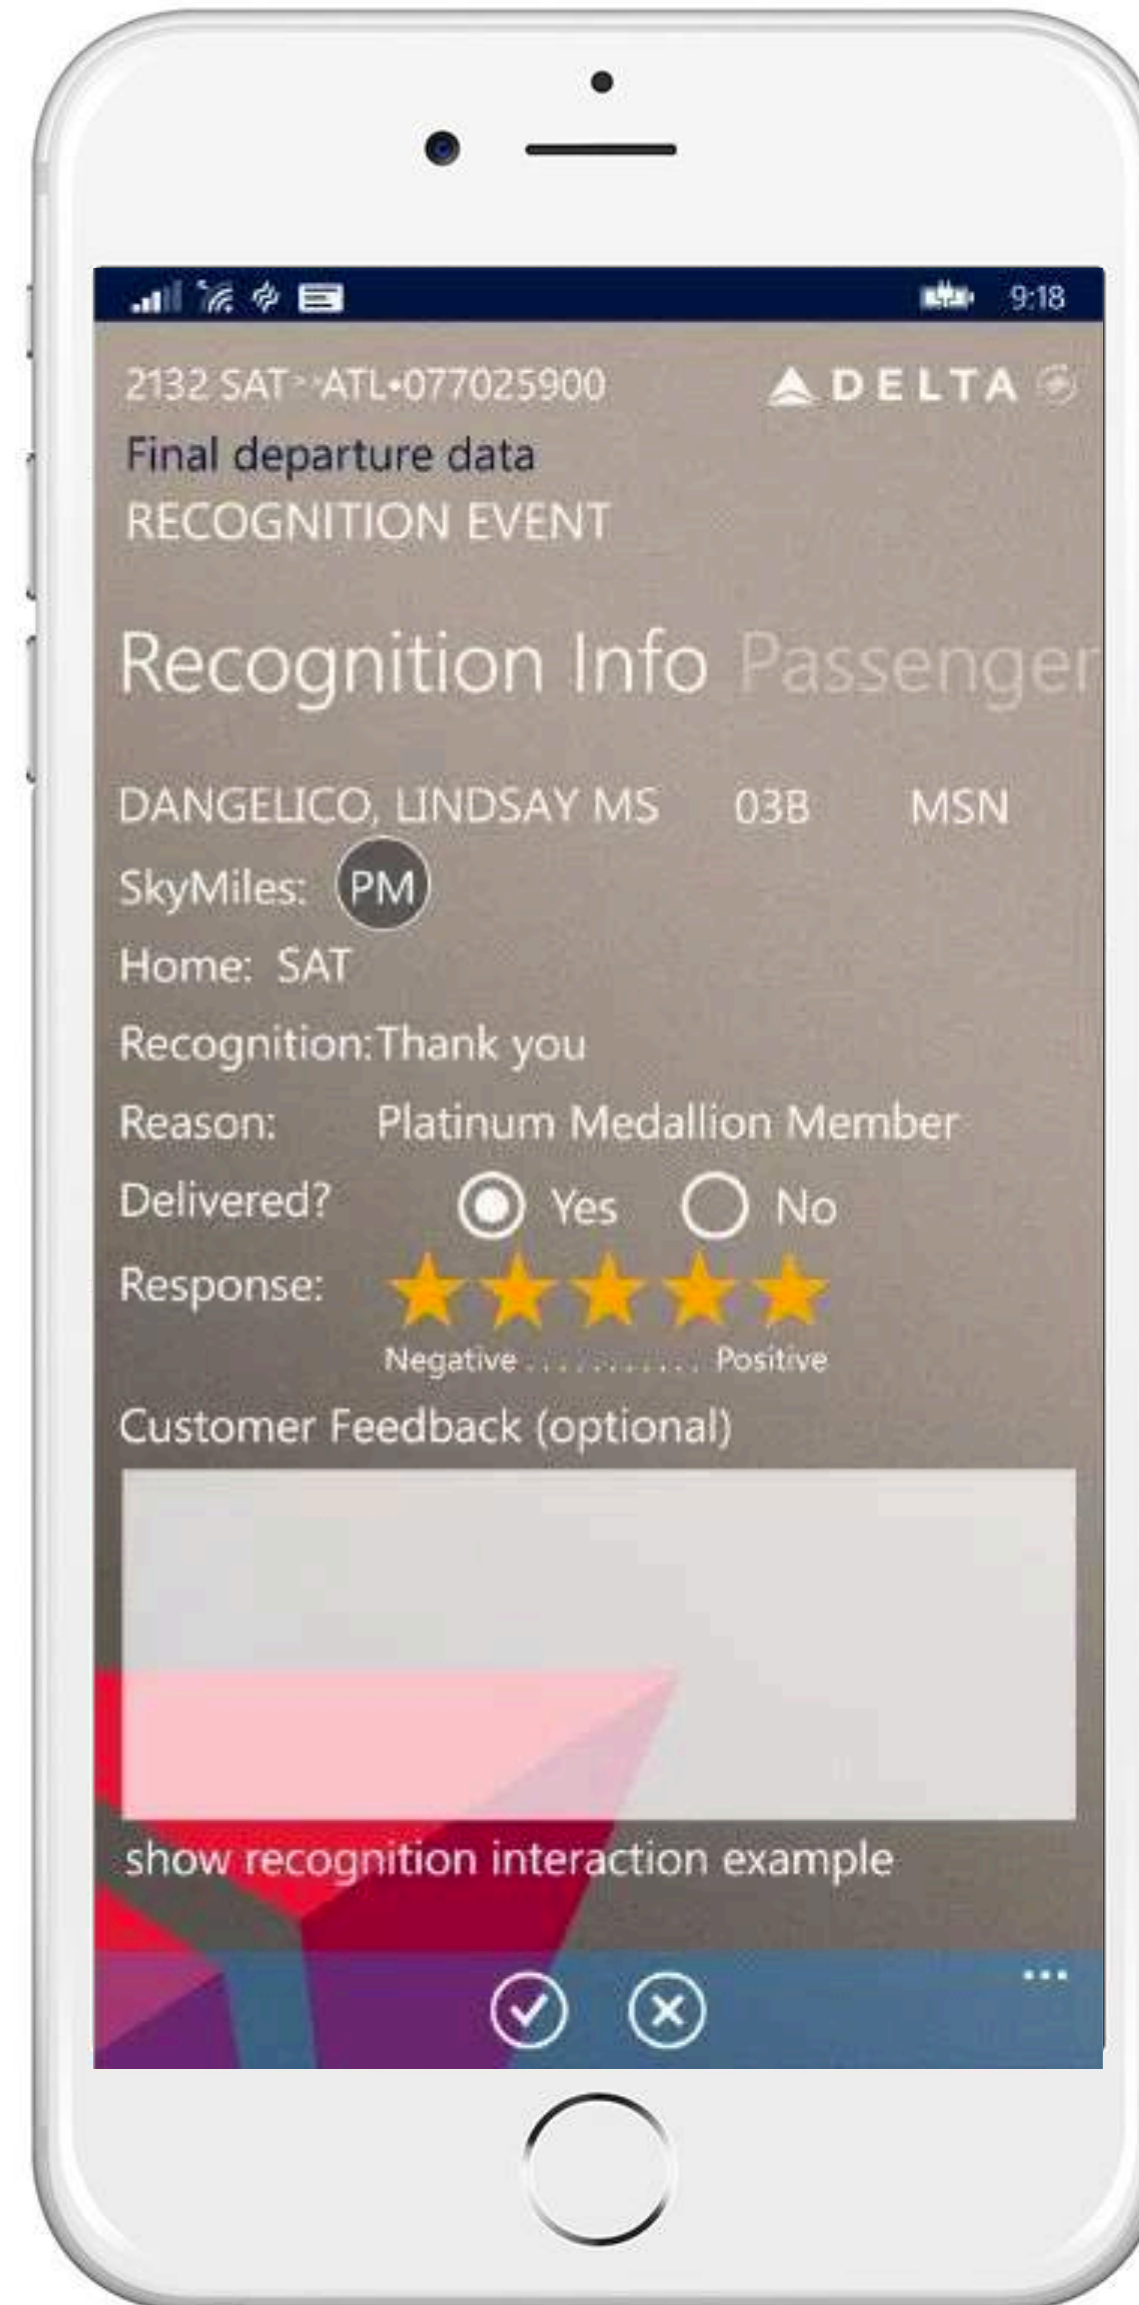 9:18
2132 SAT>>ATL•077025900 DELTA
Final departure data
RECOGNITION EVENT
Recognition Info Passenger
DANGELICO, LINDSAY MS 03B MSN
SkyMiles: PM
Home: SAT
Recognition:Thank you
Reason: Platinum Medallion Member
Delivered? Yes No
Response:
Negative ............ Positive
Customer Feedback (optional)
show recognition interaction example